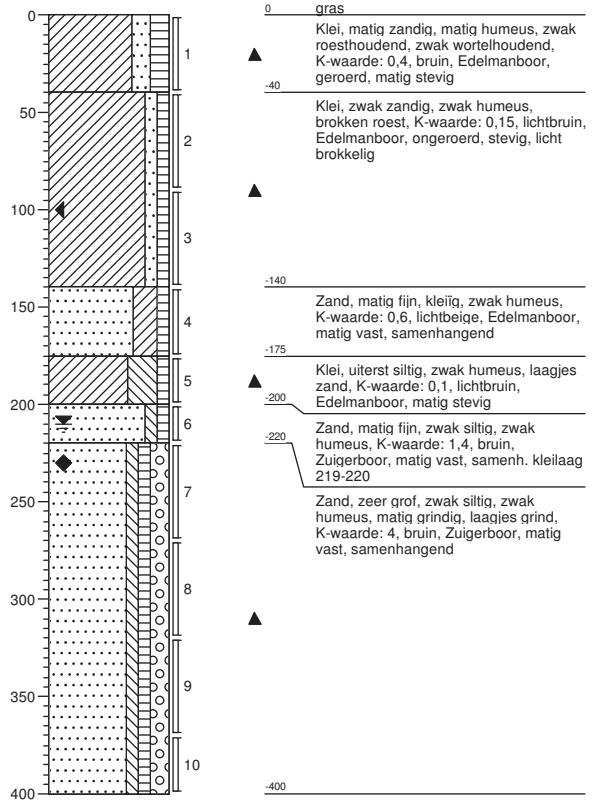 0
50
100
150
200
250
300
350
400
1
2
3
4
5
6
7
8
9
10
0
gras
Klei, matig zandig, matig humeus, zwak
roesthoudend, zwak wortelhoudend,
K-waarde: 0,4, bruin, Edelmanboor,
geroerd, matig stevig
-40
Klei, zwak zandig, zwak humeus,
brokken roest, K-waarde: 0,15, lichtbruin,
Edelmanboor, ongeroerd, stevig, licht
brokkelig
-140
Zand, matig fijn, kleiïg, zwak humeus,
K-waarde: 0,6, lichtbeige, Edelmanboor,
matig vast, samenhangend
-175
Klei, uiterst siltig, zwak humeus, laagjes
zand, K-waarde: 0,1, lichtbruin,
Edelmanboor, matig stevig
-200
Zand, matig fijn, zwak siltig, zwak
humeus, K-waarde: 1,4, bruin,
Zuigerboor, matig vast, samenh. kleilaag
219-220
-220
Zand, zeer grof, zwak siltig, zwak
humeus, matig grindig, laagjes grind,
K-waarde: 4, bruin, Zuigerboor, matig
vast, samenhangend
-400